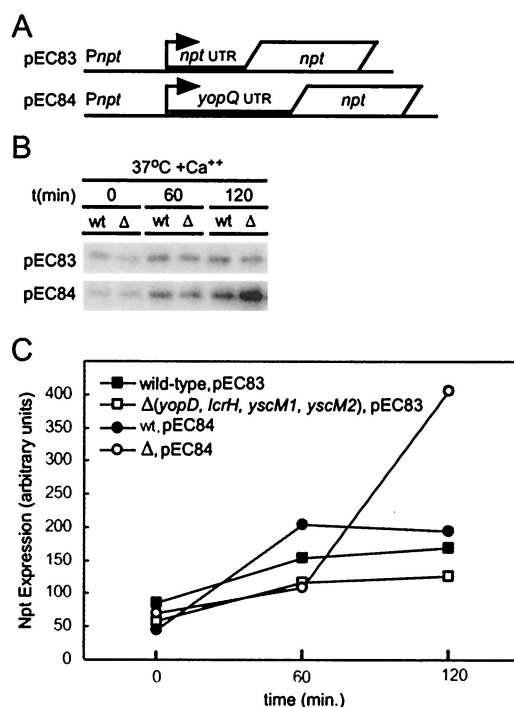 A
pEC83 Pnpt npt UTR npt
pEC84 Pnpt yopQ UTR npt
B
37ºC +Ca⁺⁺
t(min) 0 60 120
wt Δ wt Δ wt Δ
pEC83
pEC84
C
Npt Expression (arbitrary units)
400
350
300
250
200
150
100
50
0
wild-type, pEC83
Δ(yopD, lcrH, yscM1, yscM2), pEC83
wt, pEC84
Δ, pEC84
0 60 120
time (min.)